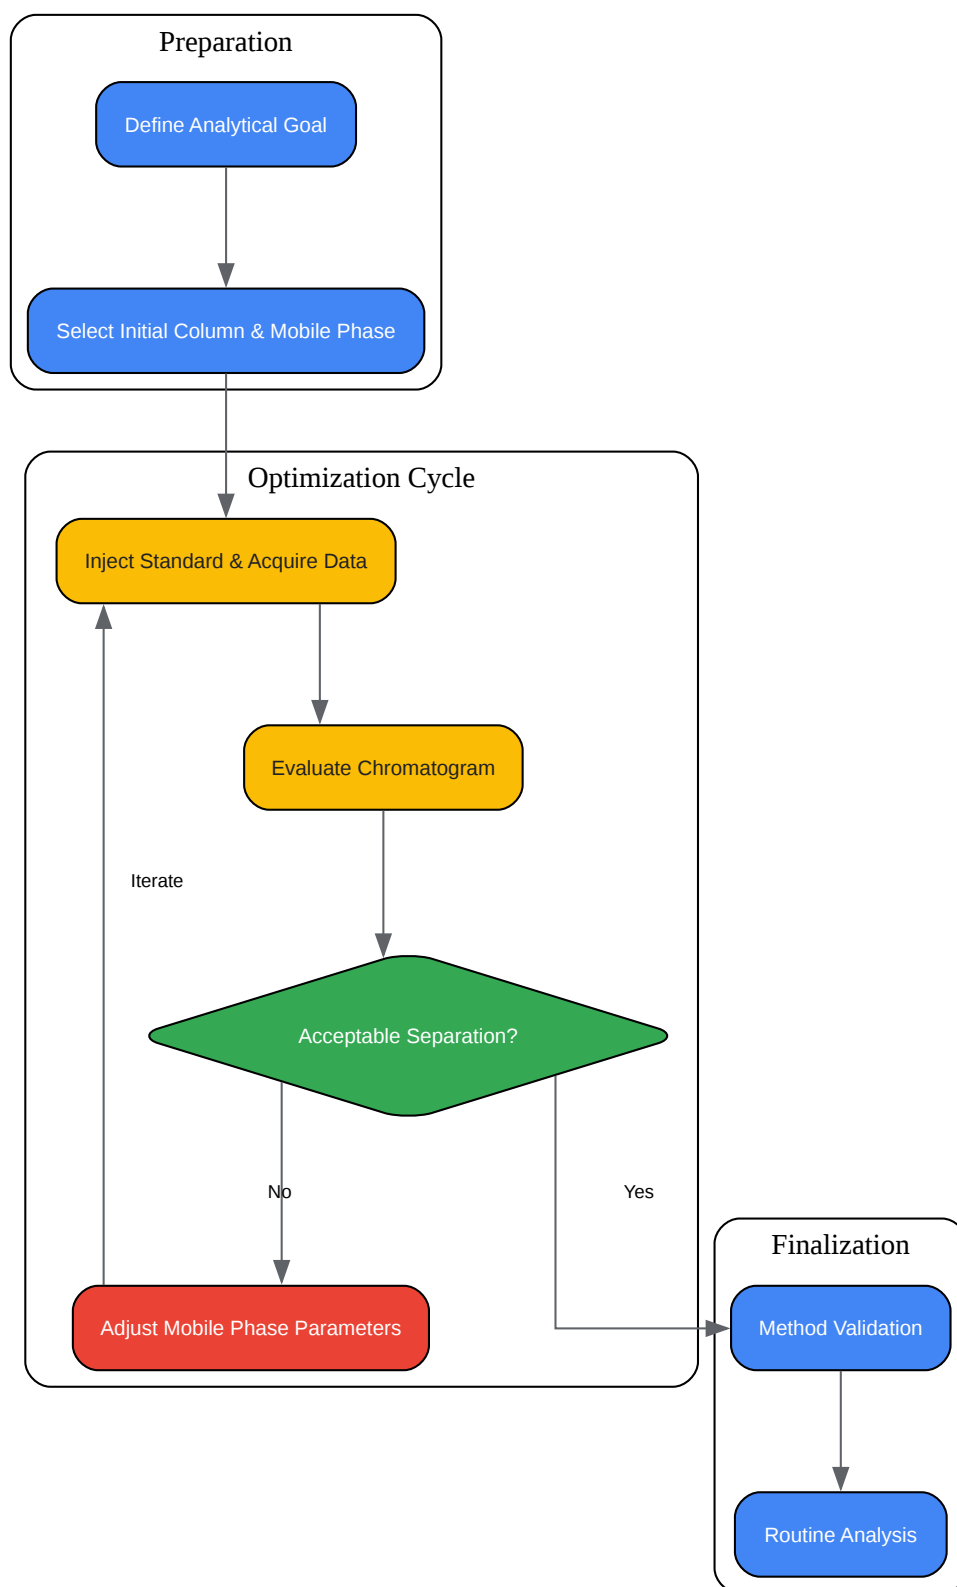 Preparation
Define Analytical Goal
Select Initial Column & Mobile Phase
Optimization Cycle
Inject Standard & Acquire Data
Evaluate Chromatogram
Iterate
Acceptable Separation?
No
Yes
Adjust Mobile Phase Parameters
Finalization
Method Validation
Routine Analysis